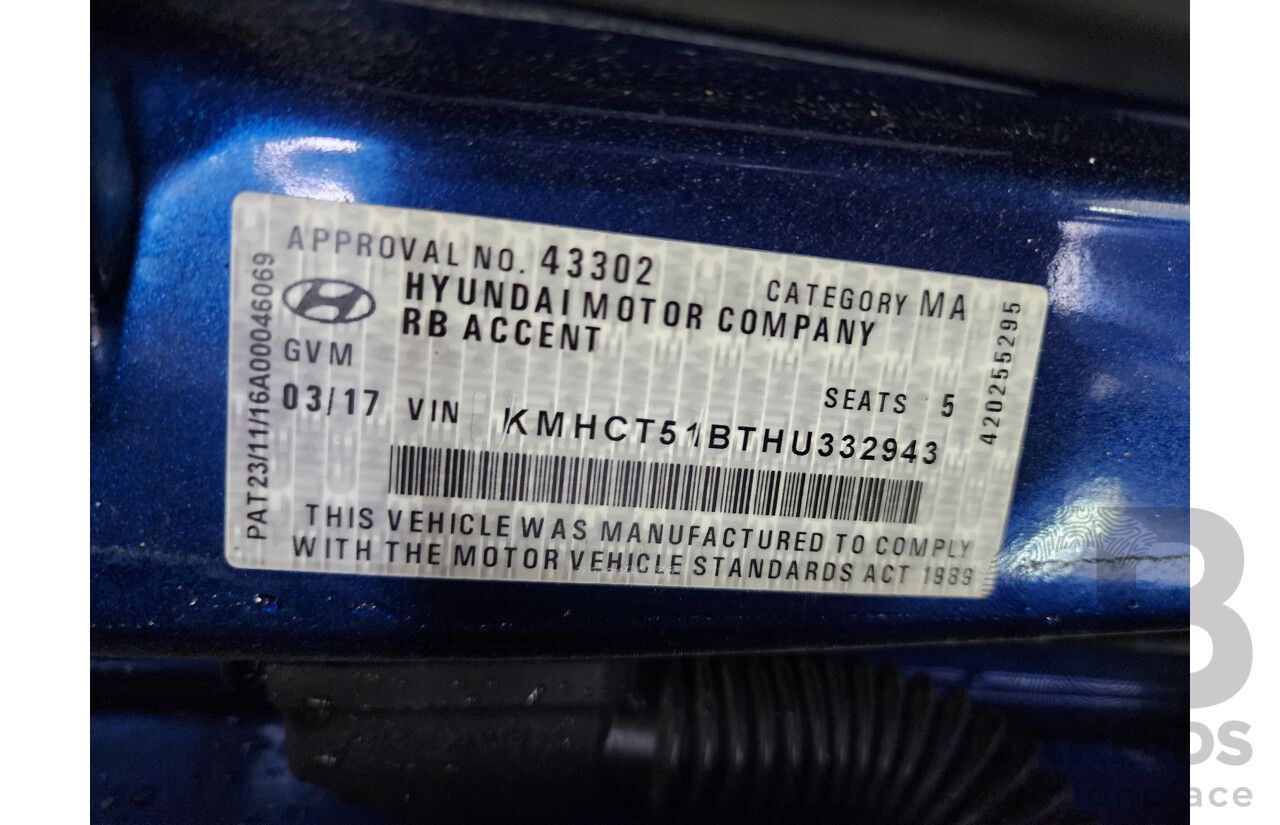 APPROVAL NO. 43302
CATEGORY MA
HYUNDAI MOTOR COMPANY
RB ACCENT
GVM
SEATS 5
03/17 VIN KMHCT51BTHU332943
THIS VEHICLE WAS MANUFACTURED TO COMPLY
WITH THE MOTOR VEHICLE STANDARDS ACT 1989
PAT23/11/16A00046069
420255295
B